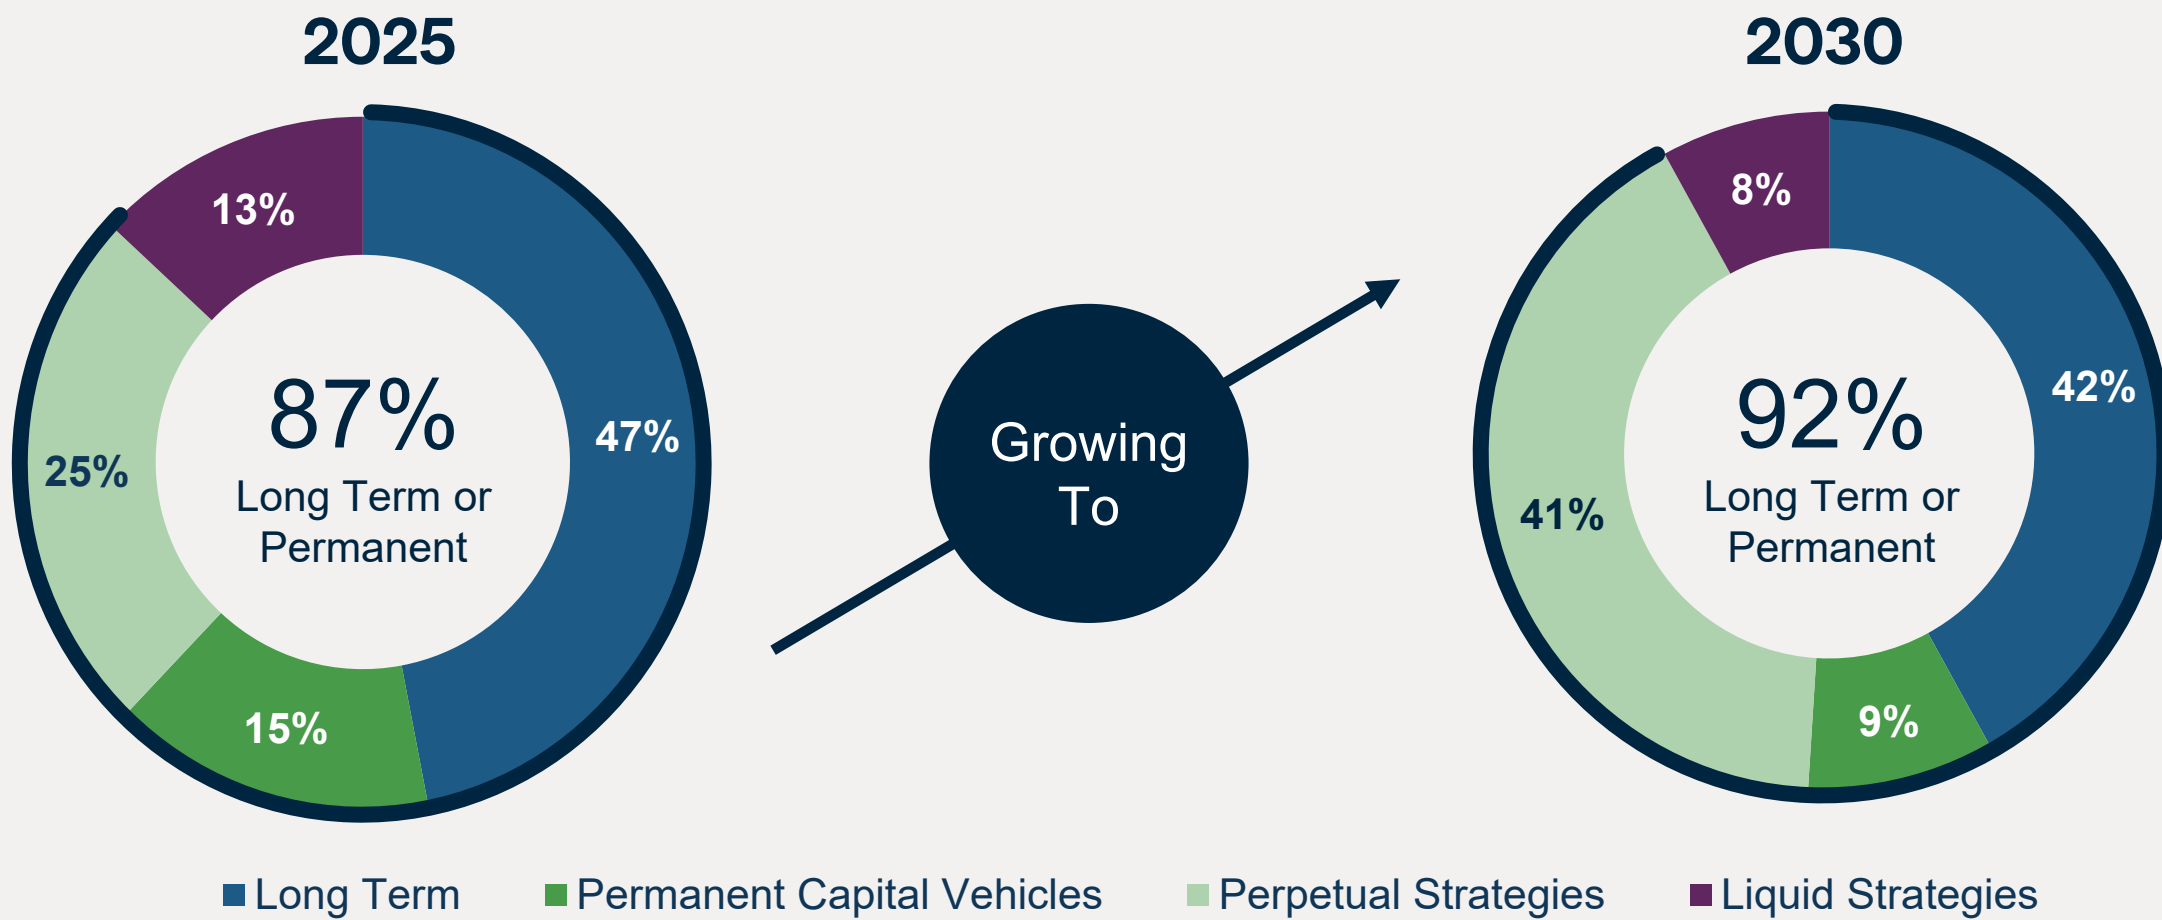 2025
13%
47%
25%
15%
87%
Long Term or
Permanent
Growing
To
2030
8%
42%
41%
9%
92%
Long Term or
Permanent
Long Term
Permanent Capital Vehicles
Perpetual Strategies
Liquid Strategies